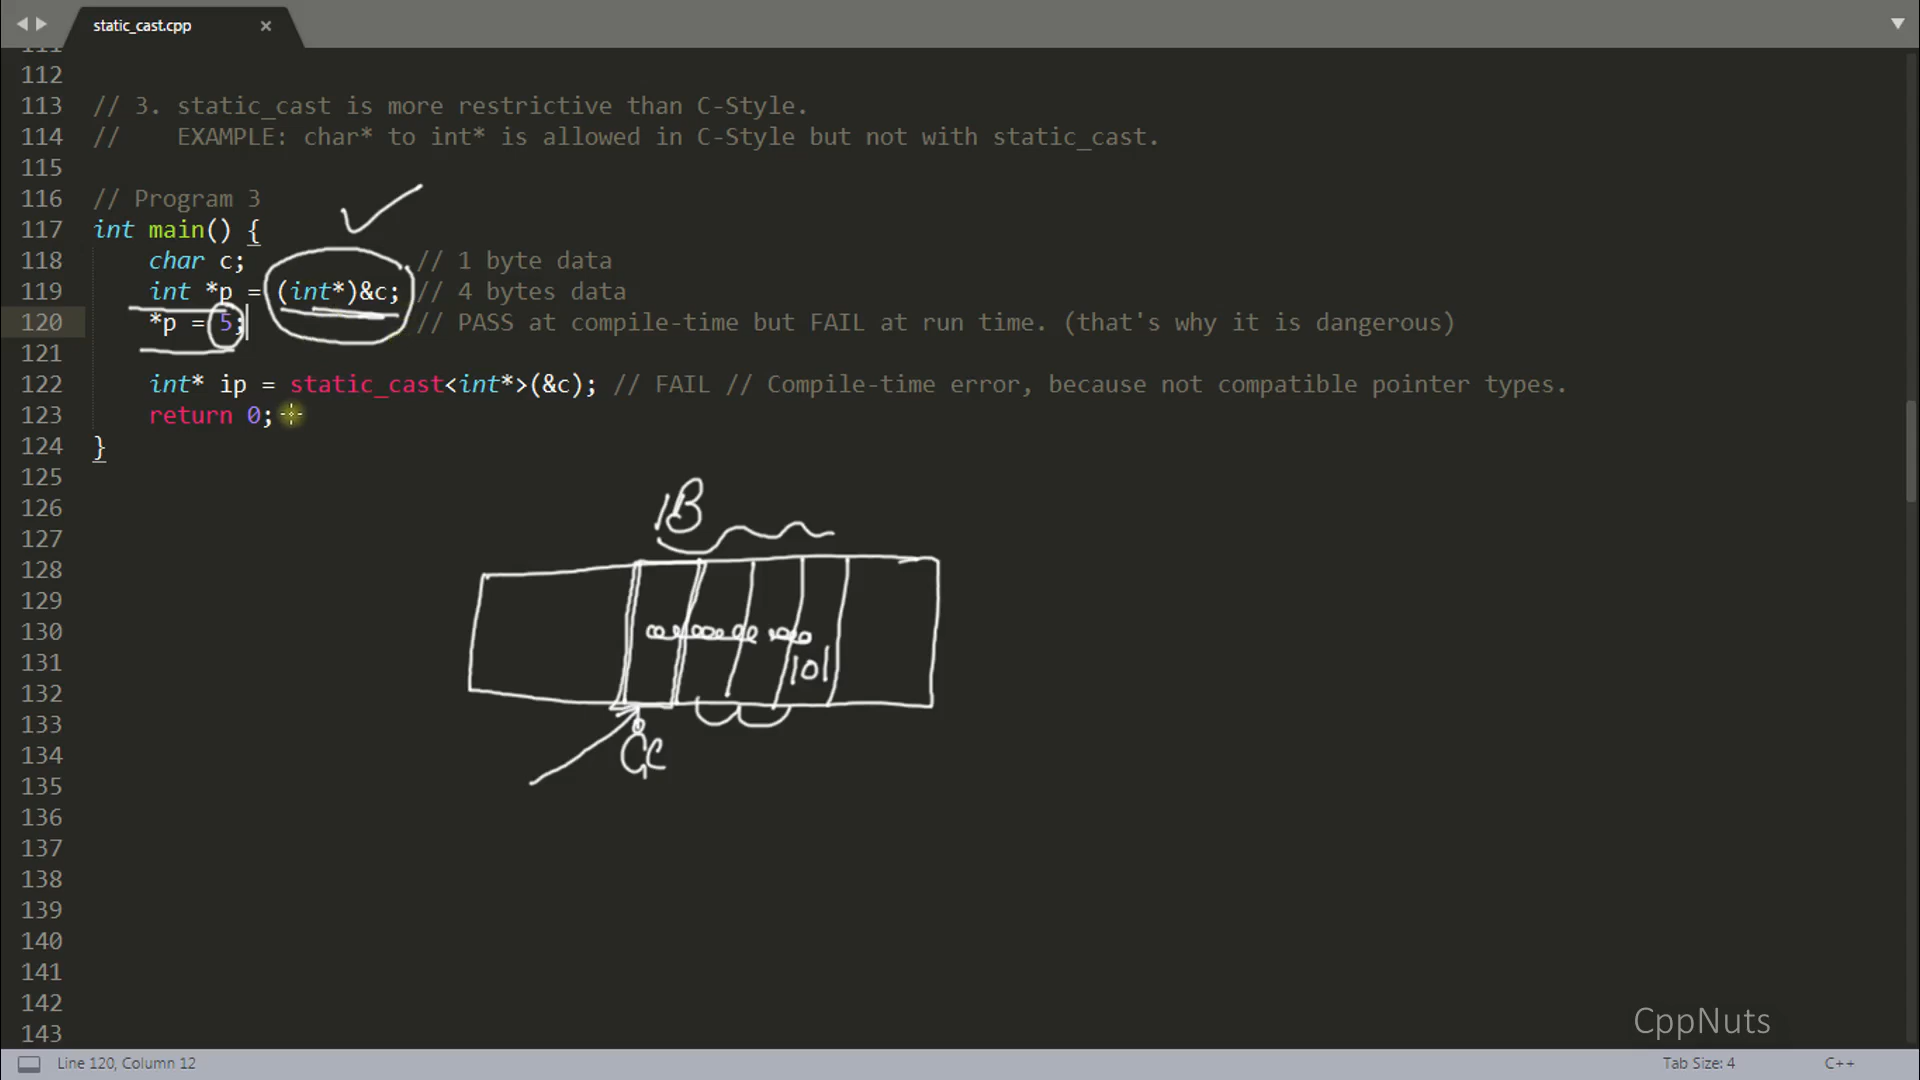 static_cast.cpp ×
111
112
113 // 3. static_cast is more restrictive than C-Style.
114 //    EXAMPLE: char* to int* is allowed in C-Style but not with static_cast.
115
116 // Program 3
117 int main() {
118     char c;            // 1 byte data
119     int *p = (int*)&c; // 4 bytes data
120     *p = 5;            // PASS at compile-time but FAIL at run time. (that's why it is dangerous)
121
122     int* ip = static_cast<int*>(&c); // FAIL // Compile-time error, because not compatible pointer types.
123     return 0;
124 }
125
126
1B
127
128
129
130
131
101
132
133
134
135
136
137
138
139
140
141
142
CppNuts
143
Line 120, Column 12 Tab Size: 4 C++